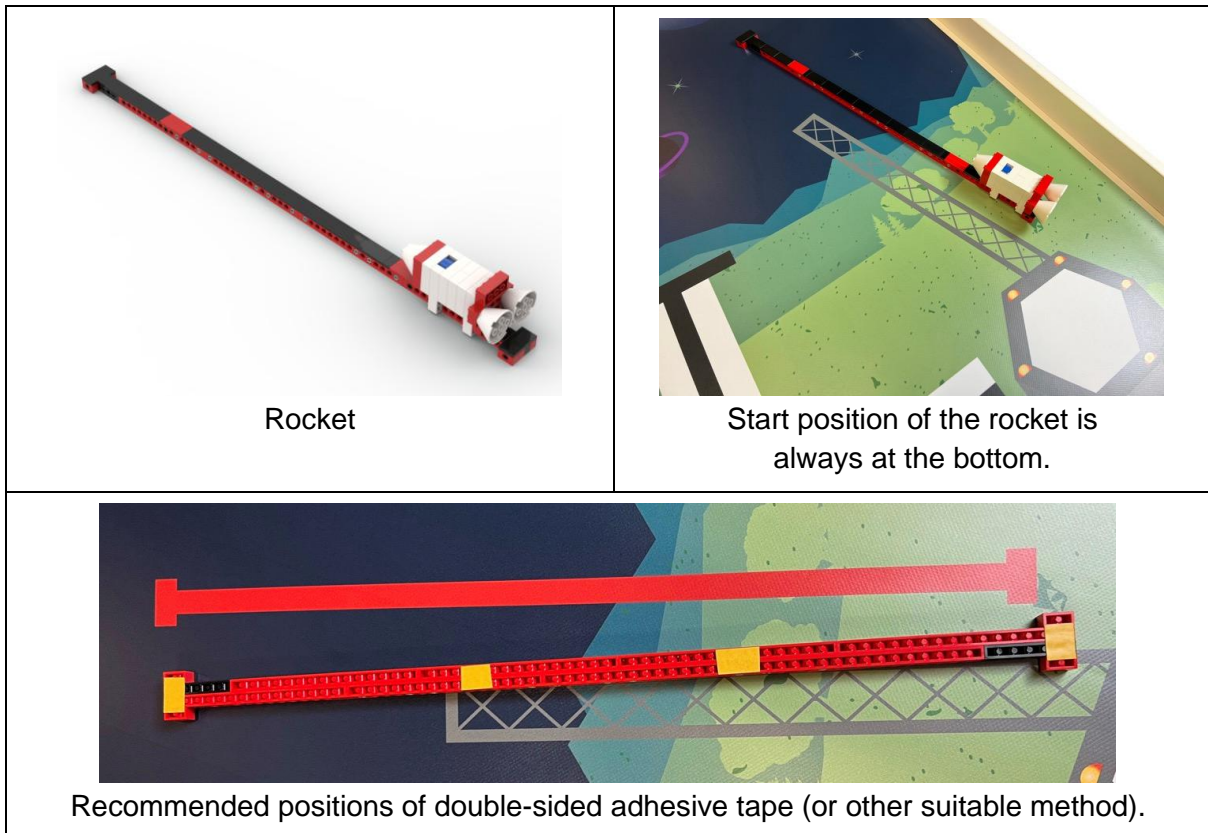 Rocket
Start position of the rocket is
always at the bottom.
Recommended positions of double-sided adhesive tape (or other suitable method).